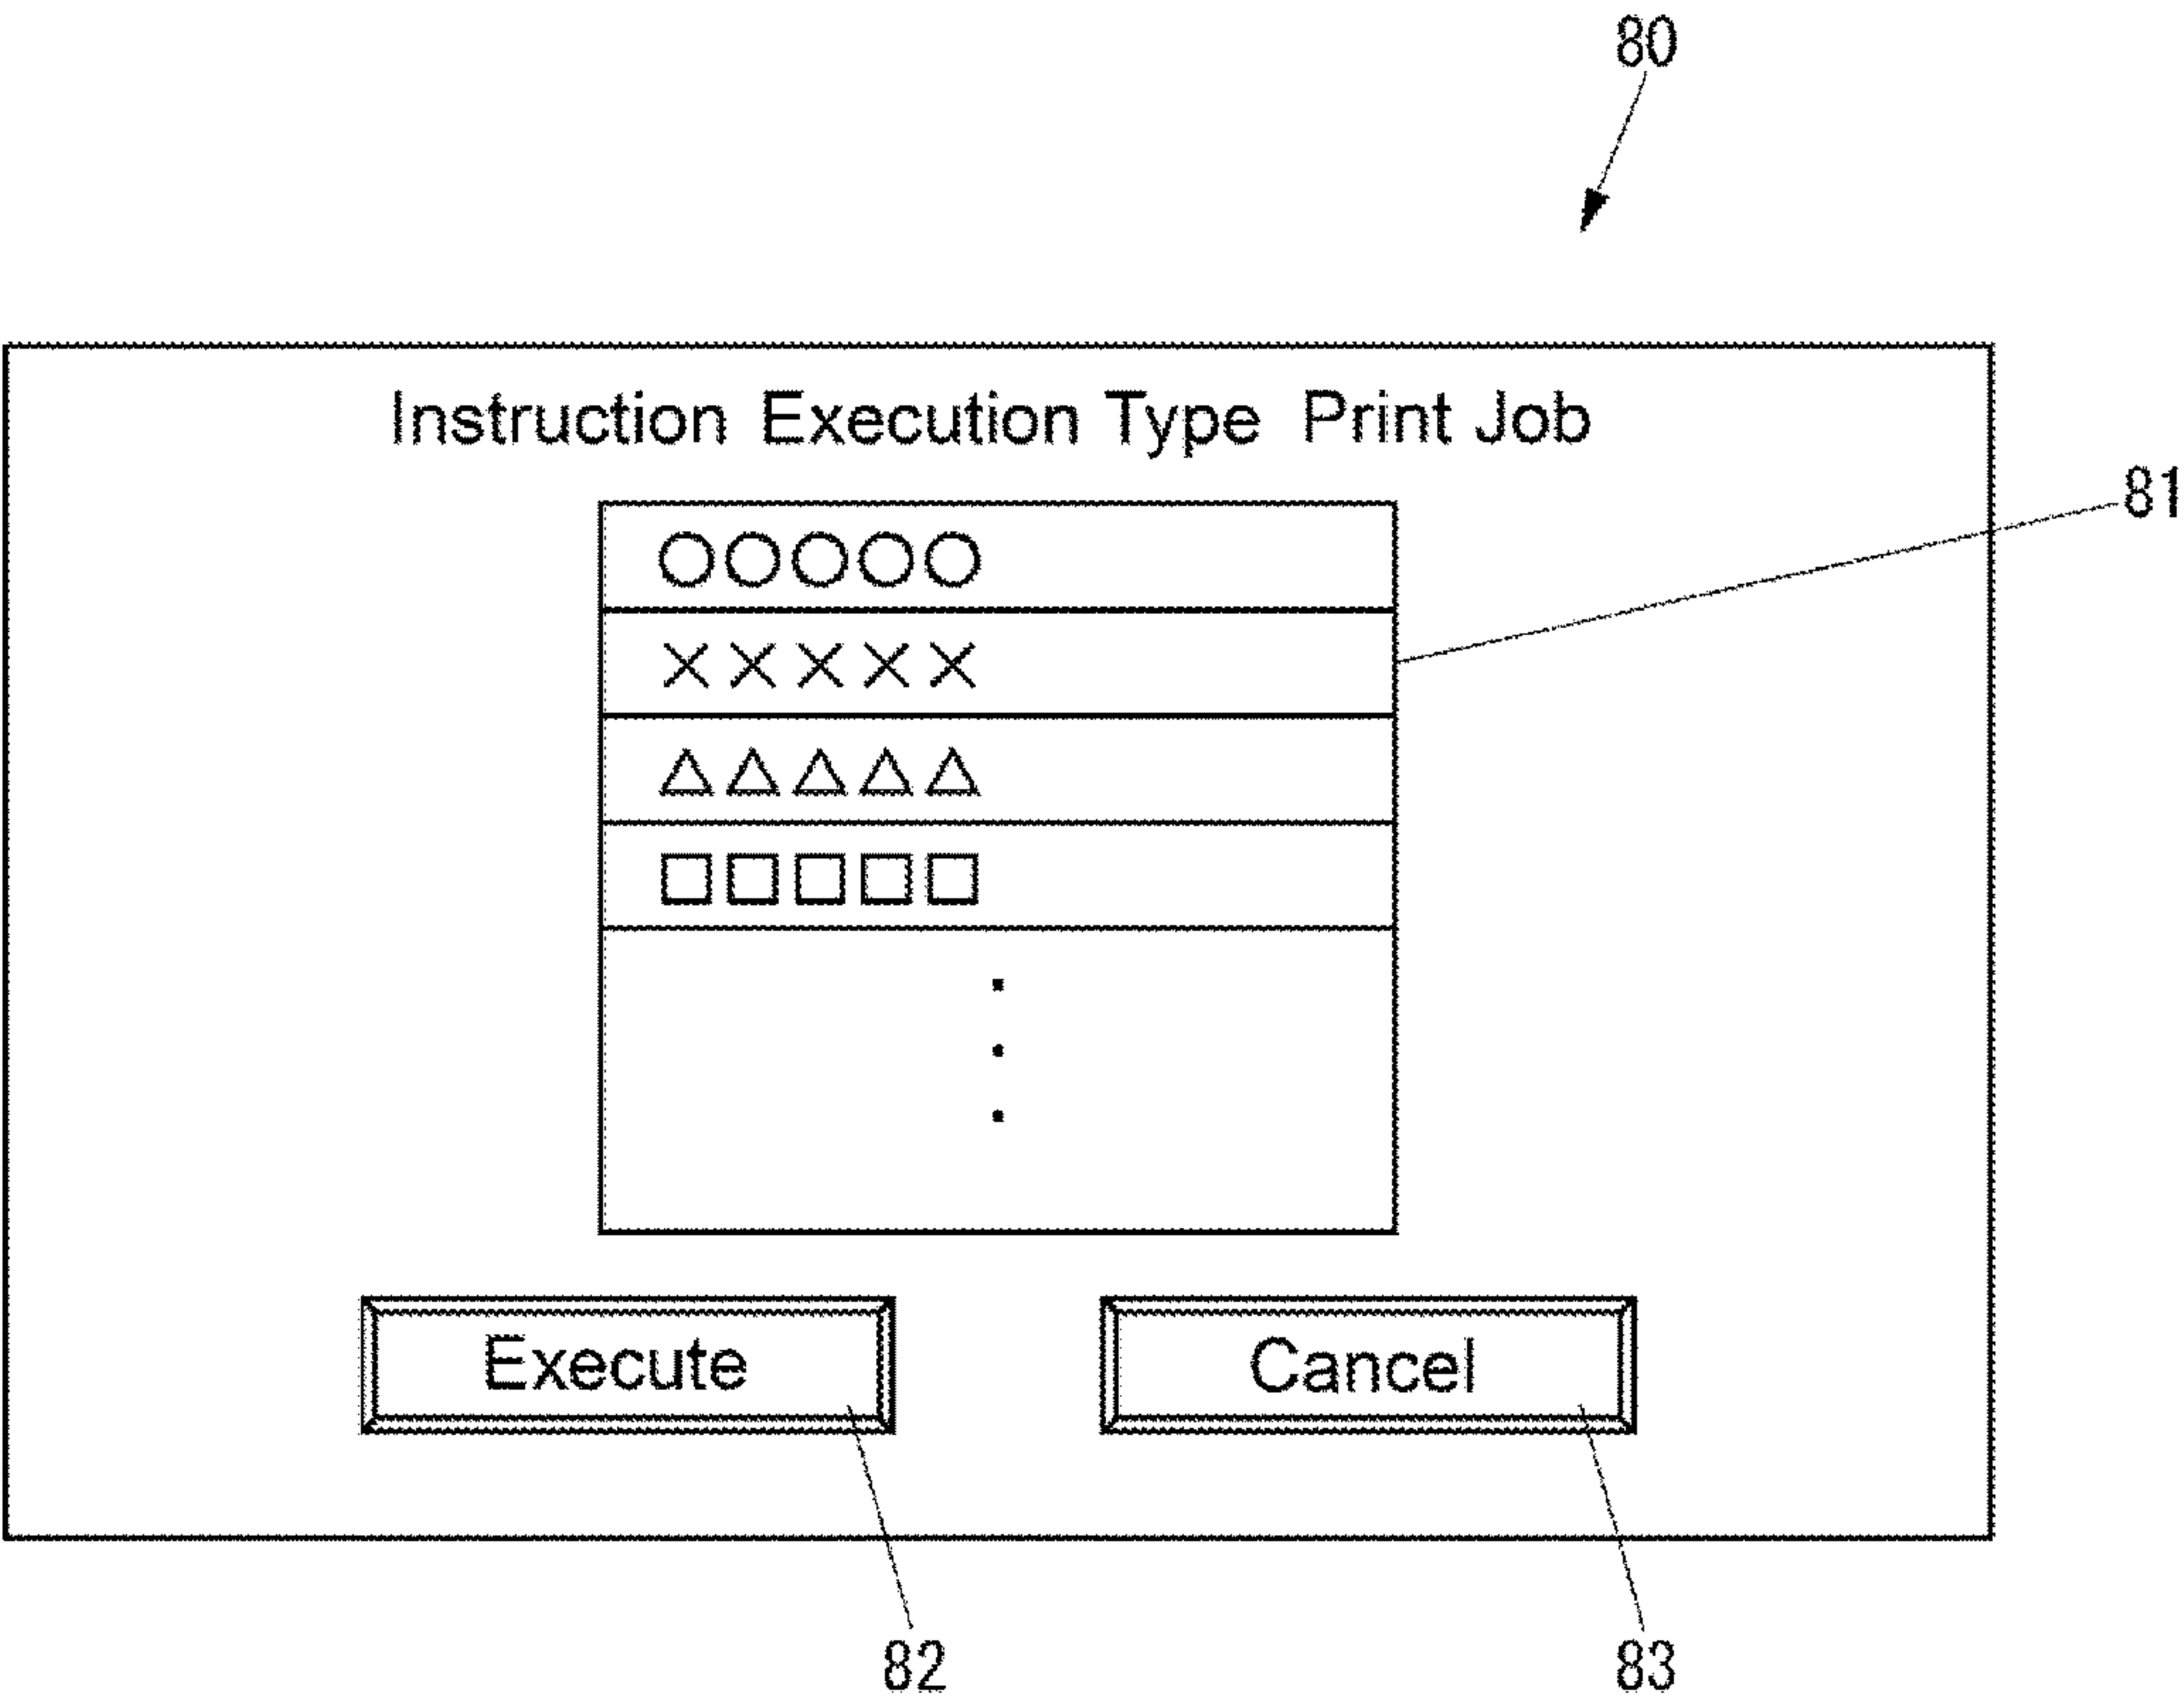 80
Instruction Execution Type Print Job
81
○○○○○
×××××
△△△△△
□□□□□
Execute
Cancel
82
83